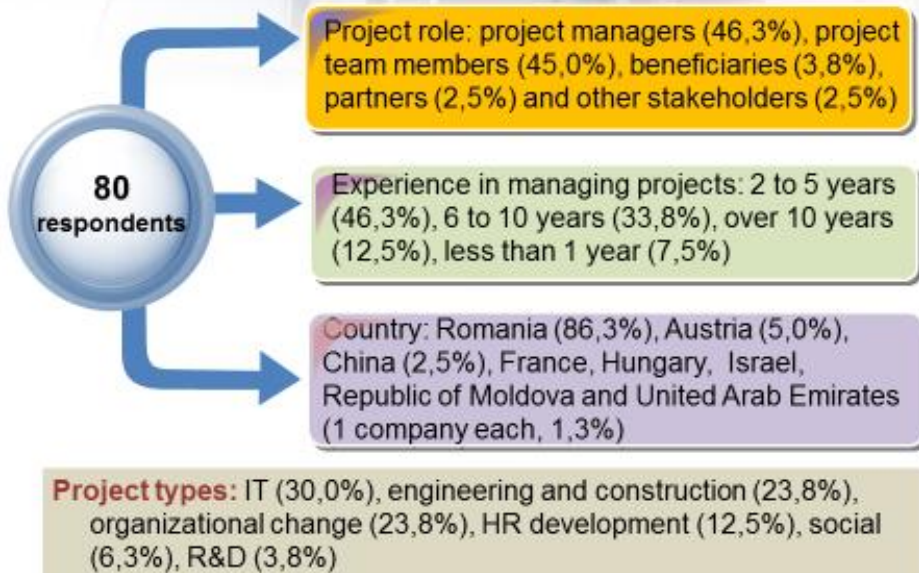 Project role: project managers (46,3%), project
team members (45,0%), beneficiaries (3,8%),
partners (2,5%) and other stakeholders (2,5%)
80
respondents
Experience in managing projects: 2 to 5 years
(46,3%), 6 to 10 years (33,8%), over 10 years
(12,5%), less than 1 year (7,5%)
Country: Romania (86,3%), Austria (5,0%),
China (2,5%), France, Hungary, Israel,
Republic of Moldova and United Arab Emirates
(1 company each, 1,3%)
Project types: IT (30,0%), engineering and construction (23,8%),
organizational change (23,8%), HR development (12,5%), social
(6,3%), R&D (3,8%)